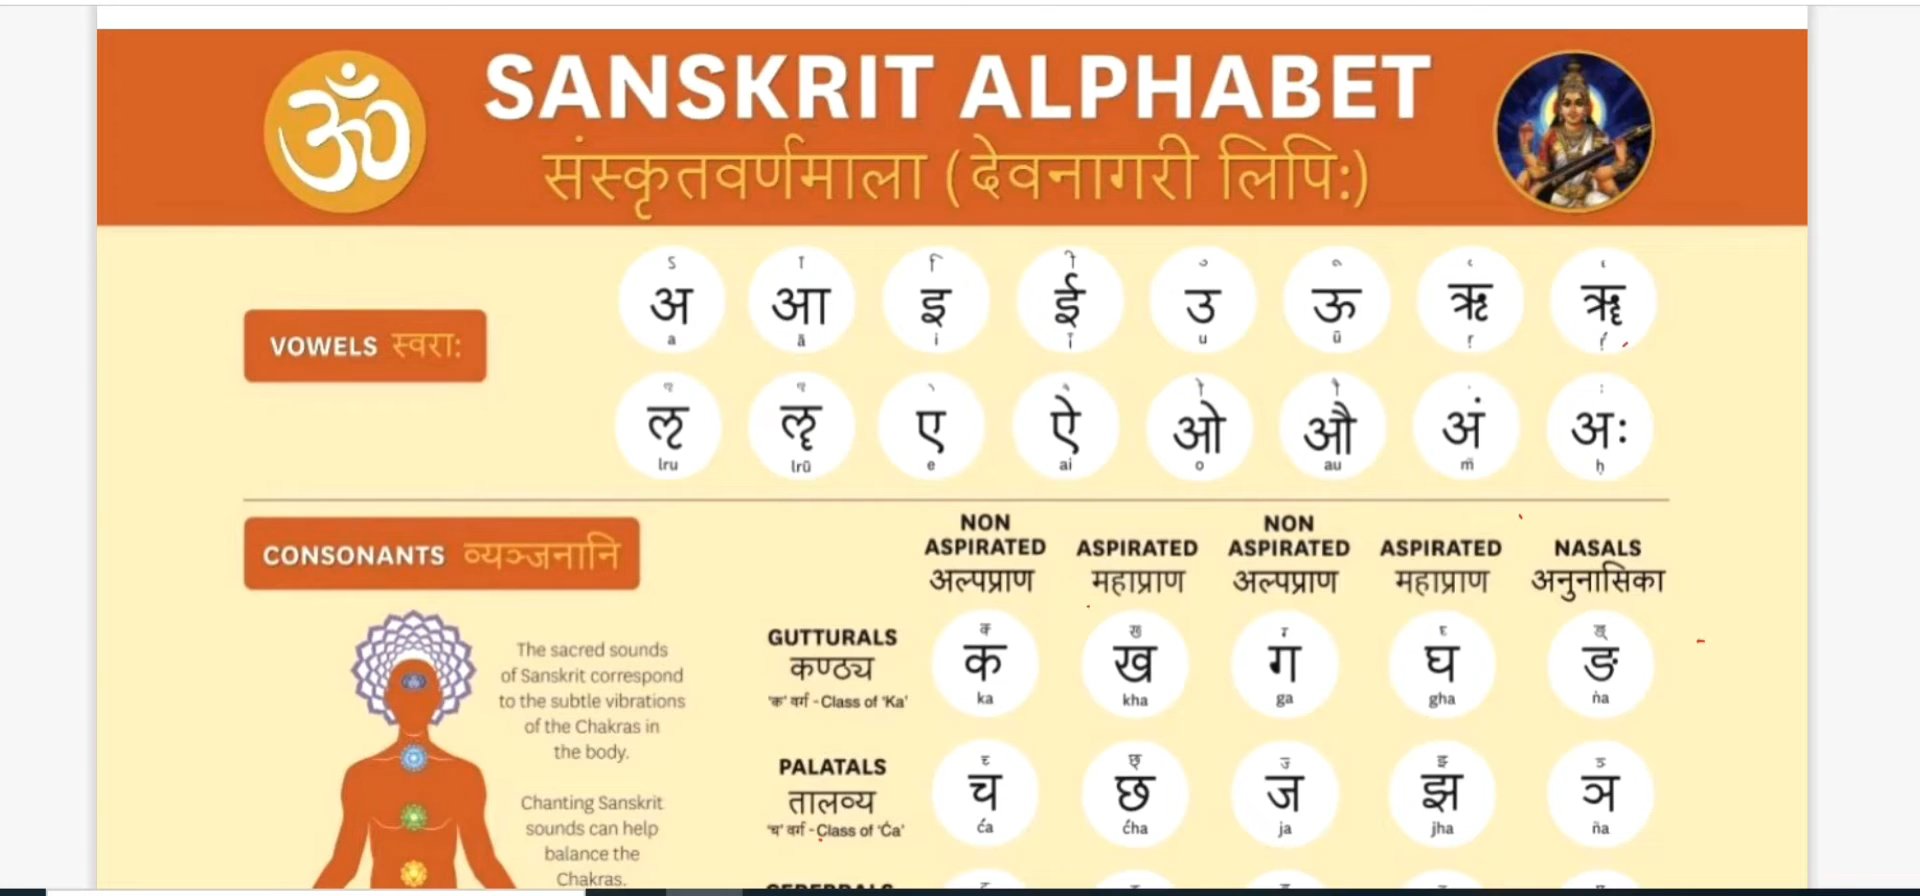 ॐ
SANSKRIT ALPHABET
संस्कृतवर्णमाला (देवनागरी लिपि:)
VOWELS स्वरा:
ऽ ा ि ी ु ू ृ ॄ
अ आ इ ई उ ऊ ऋ ॠ
a ā i ī u ū ṛ
ॢ ॣ े ै ो ौ ं ः
ऌ ॡ ए ऐ ओ औ अं अः
lru lrū e ai o au ṃ ḥ
CONSONANTS व्यञ्जनानि
NON ASPIRATED ASPIRATED NON ASPIRATED ASPIRATED NASALS
अल्पप्राण महाप्राण अल्पप्राण महाप्राण अनुनासिका
The sacred sounds
of Sanskrit correspond
to the subtle vibrations
of the Chakras in
the body.
Chanting Sanskrit
sounds can help
balance the
Chakras.
GUTTURALS
कण्ठ्य
'क' वर्ग - Class of 'Ka'
क ख ग घ ङ
ka kha ga gha ṅa
PALATALS
तालव्य
'च' वर्ग - Class of 'Ća'
च छ ज झ ञ
ća ćha ja jha ña